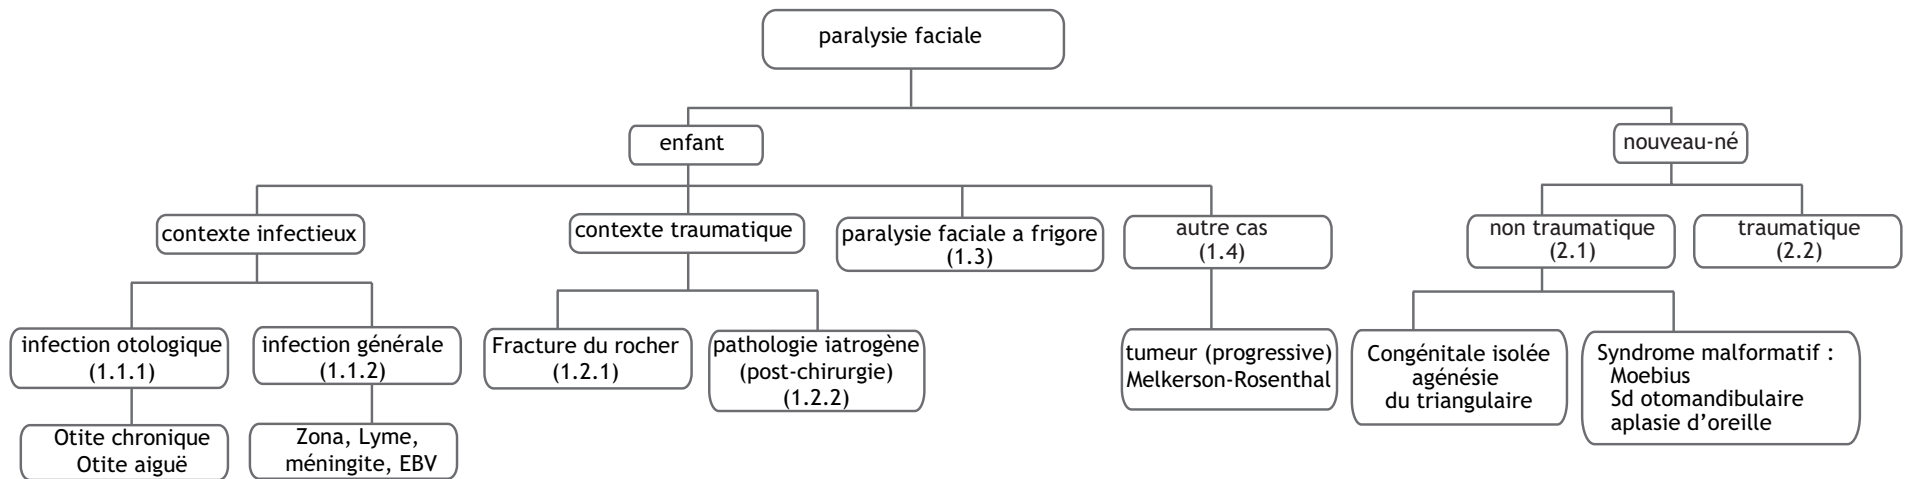 paralysie faciale
enfant
nouveau-né
contexte infectieux
contexte traumatique
paralysie faciale a frigore
(1.3)
autre cas
(1.4)
non traumatique
(2.1)
traumatique
(2.2)
infection otologique
(1.1.1)
infection générale
(1.1.2)
Fracture du rocher
(1.2.1)
pathologie iatrogène
(post-chirurgie)
(1.2.2)
tumeur (progressive)
Melkerson-Rosenthal
Congénitale isolée
agénésie
du triangulaire
Syndrome malformatif :
Moebius
Sd otomandibulaire
aplasie d’oreille
Otite chronique
Otite aiguë
Zona, Lyme,
méningite, EBV